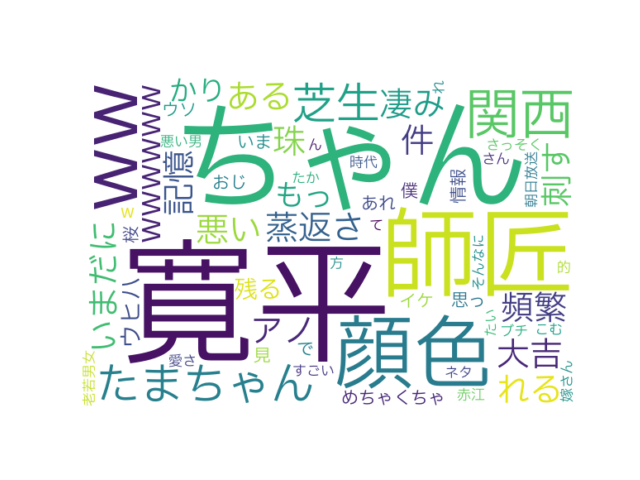 かり
ある
芝生
凄み
関西
ww
wwwwwww
ウソ
悪い男
いま
珠
ん
件
れ
さっそく
ちゃん
記憶
おじ
たか
時代
さん
情報
朝日放送
刺す
もっ
あれ
僕
w
桜
悪い
蒸返さ
て
師匠
いまだに
ウヒハ
寛平
方
そんなに
的
残る
イケ
思っ
頻繁
アノ
で
顔色
たい
プチ
こむ
見
大吉
愛さ
すごい
ネタ
老若男女
たまちゃん
めちゃくちゃ
赤江
れる
嫁さん